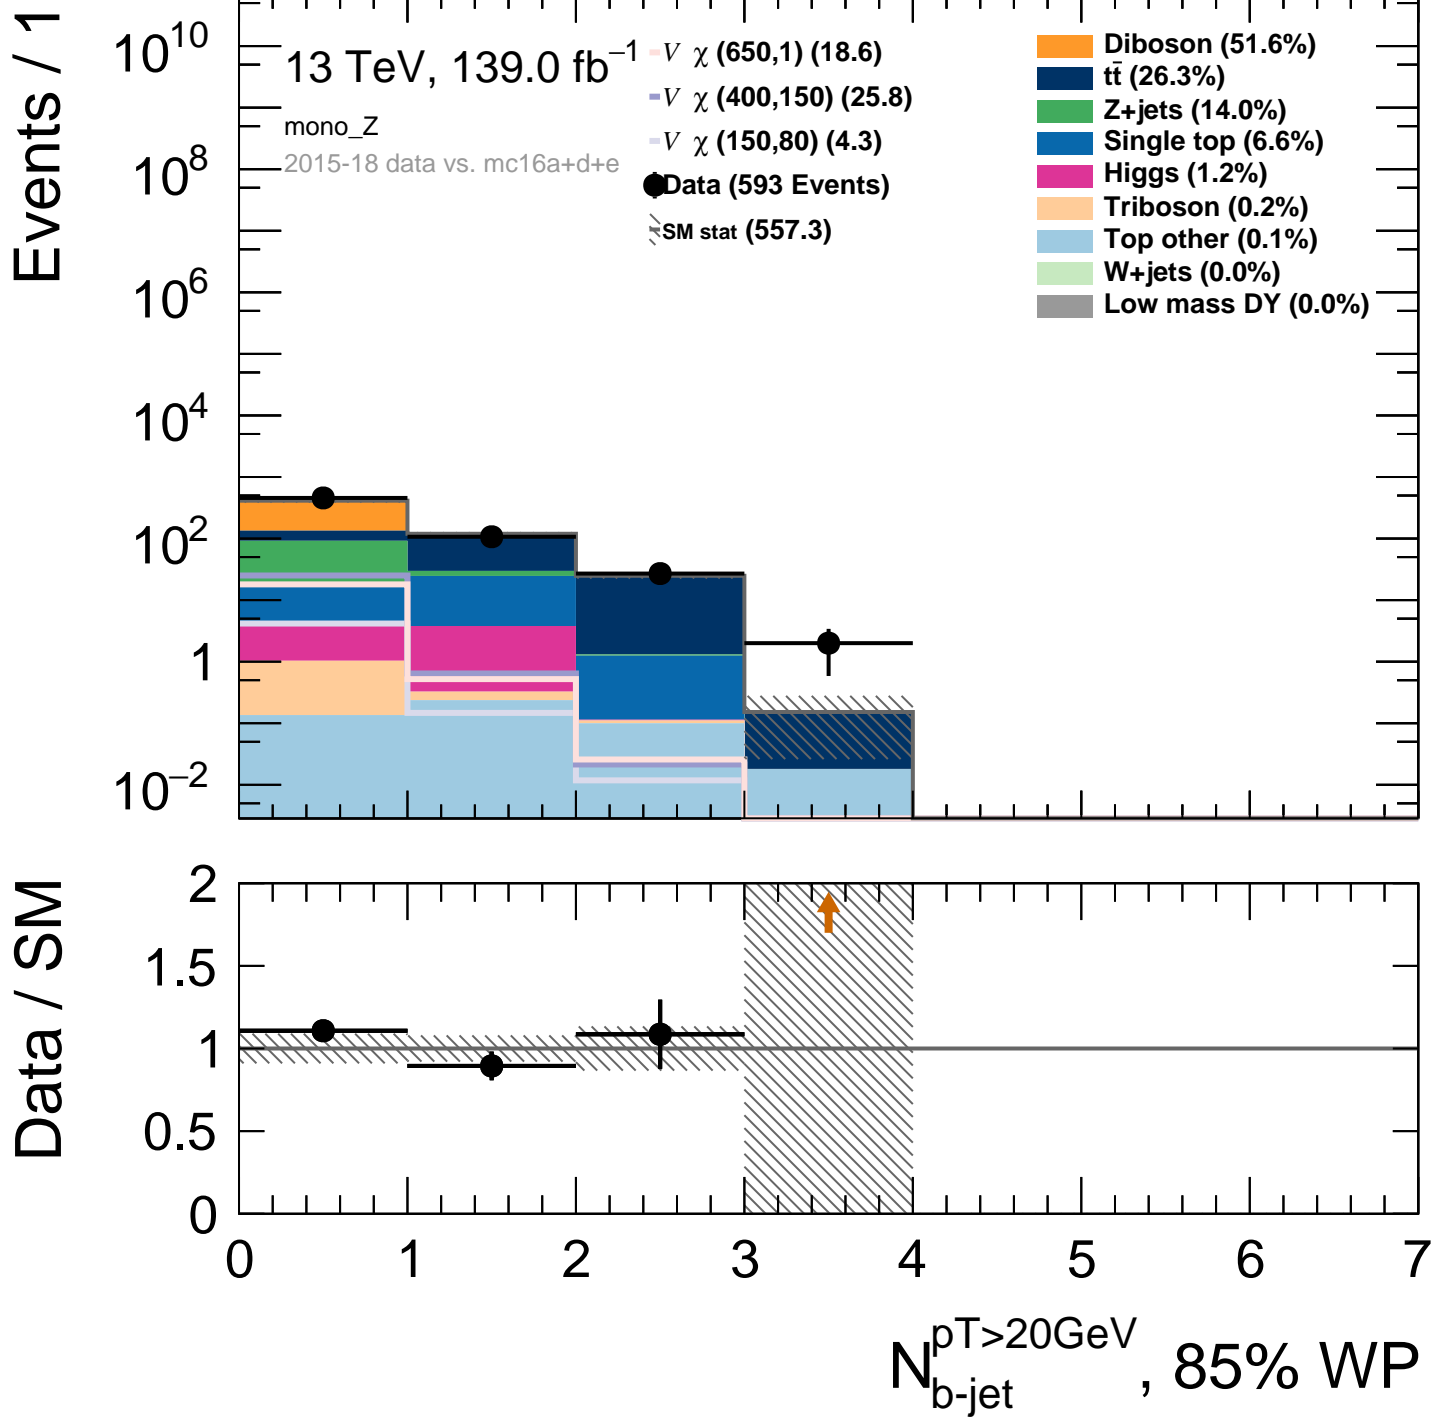 Events / 1
10^10
10^8
10^6
10^4
10^2
1
10^−2
13 TeV, 139.0 fb^−1
mono_Z
2015-18 data vs. mc16a+d+e
V χ (650,1) (18.6)
V χ (400,150) (25.8)
V χ (150,80) (4.3)
Data (593 Events)
SM stat (557.3)
Diboson (51.6%)
tt̄ (26.3%)
Z+jets (14.0%)
Single top (6.6%)
Higgs (1.2%)
Triboson (0.2%)
Top other (0.1%)
W+jets (0.0%)
Low mass DY (0.0%)
Data / SM
2
1.5
1
0.5
0
0 1 2 3 4 5 6 7
N_b-jet^pT>20GeV, 85% WP